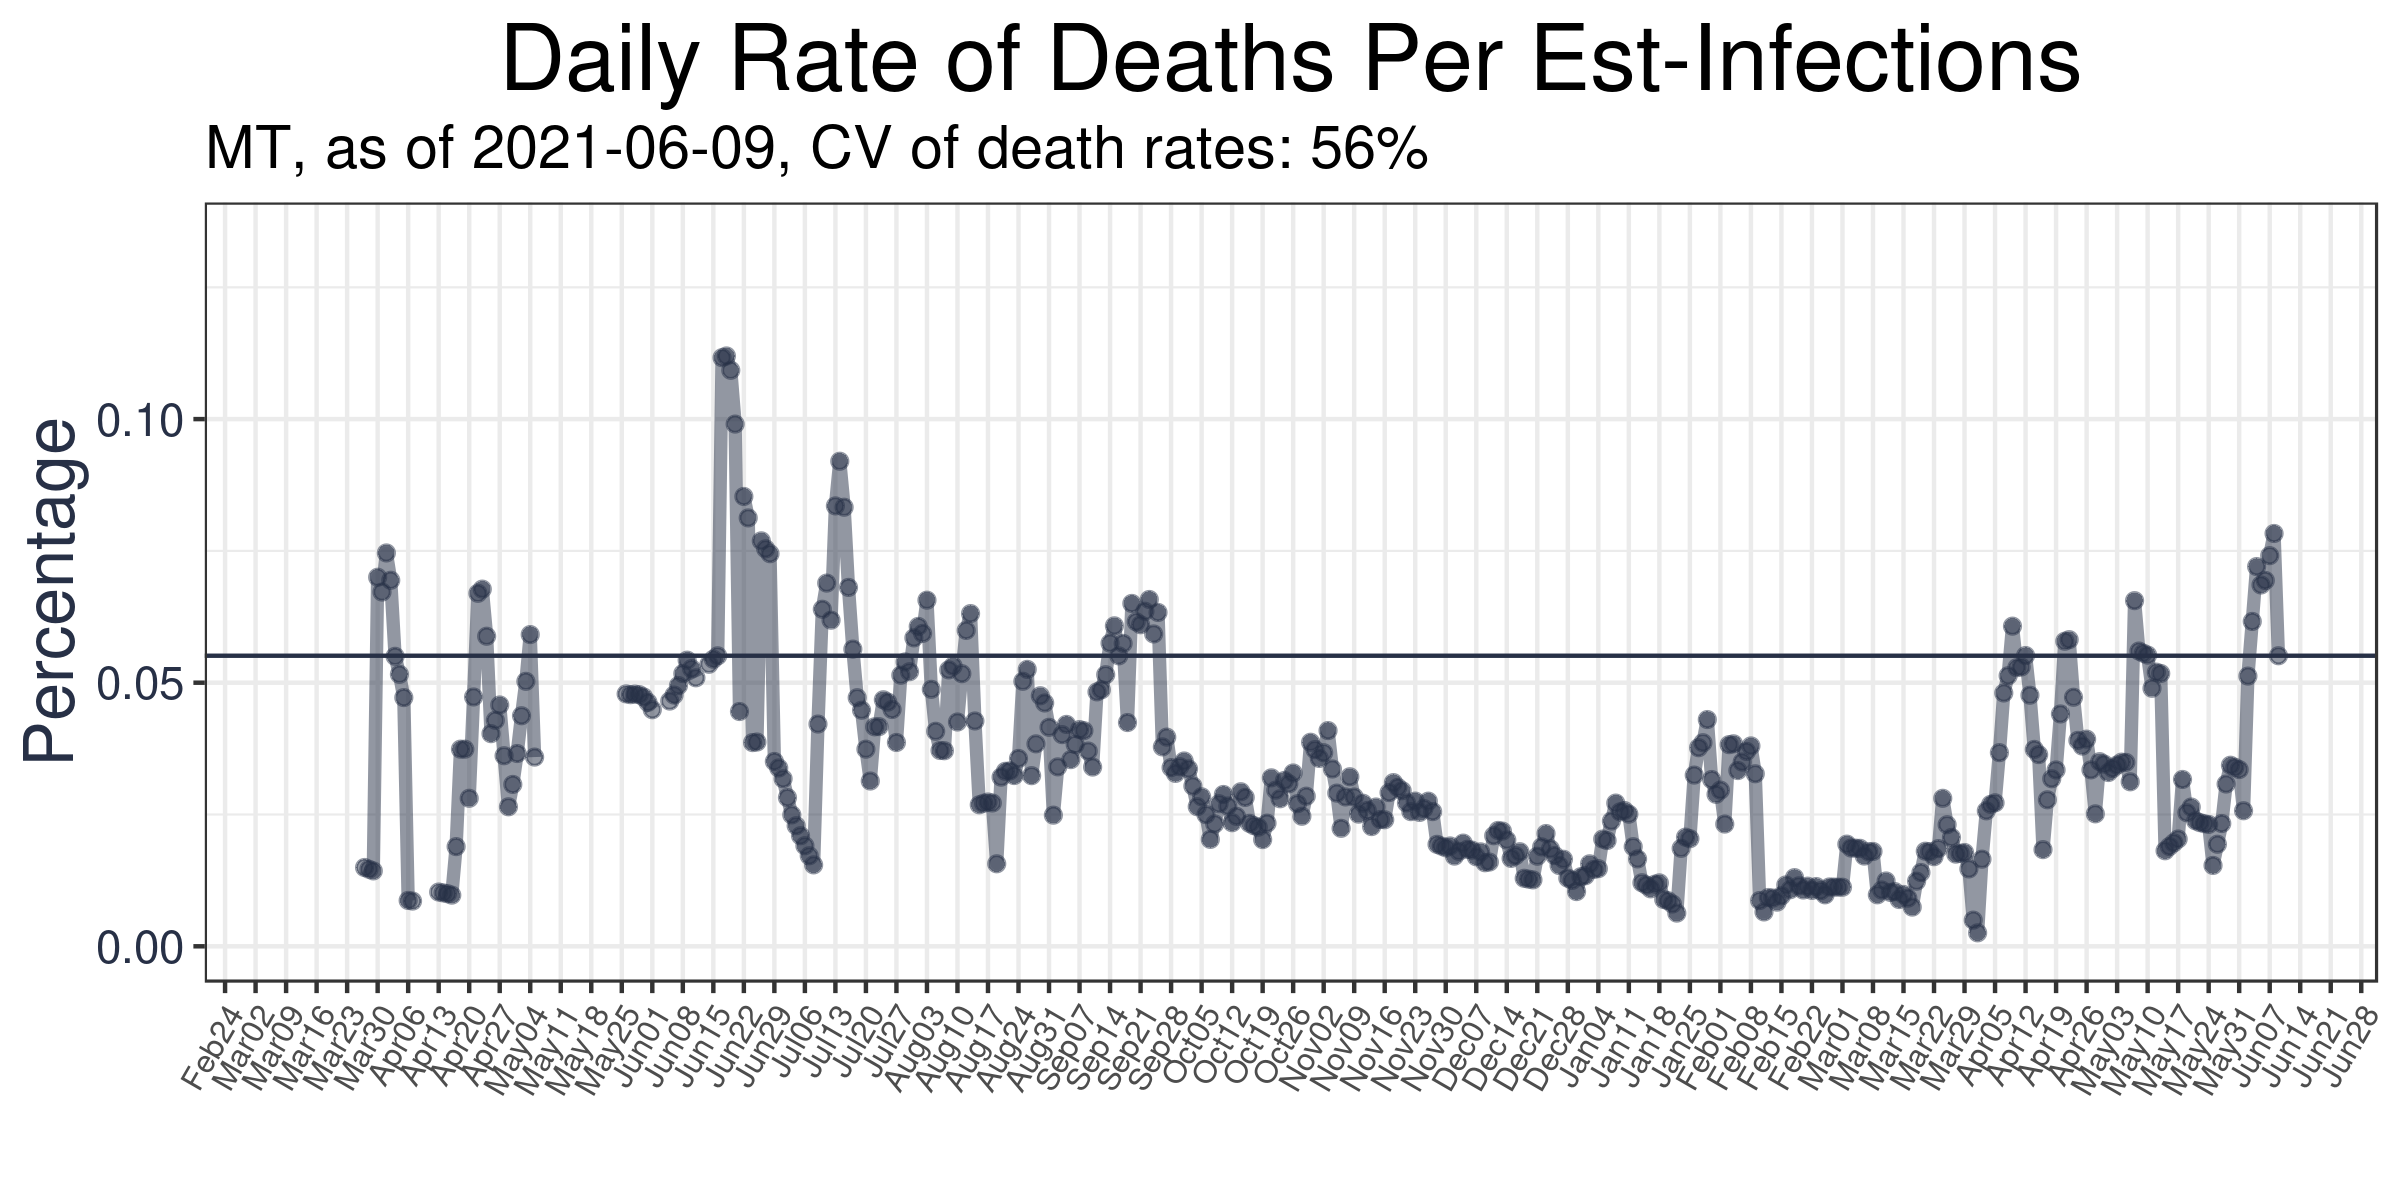 Daily Rate of Deaths Per Est-Infections
MT, as of 2021-06-09, CV of death rates: 56%
Percentage
0.10
0.05
0.00
Feb24
Mar02
Mar09
Mar16
Mar23
Mar30
Apr06
Apr13
Apr20
Apr27
May04
May11
May18
May25
Jun01
Jun08
Jun15
Jun22
Jun29
Jul06
Jul13
Jul20
Jul27
Aug03
Aug10
Aug17
Aug24
Aug31
Sep07
Sep14
Sep21
Sep28
Oct05
Oct12
Oct19
Oct26
Nov02
Nov09
Nov16
Nov23
Nov30
Dec07
Dec14
Dec21
Dec28
Jan04
Jan11
Jan18
Jan25
Feb01
Feb08
Feb15
Feb22
Mar01
Mar08
Mar15
Mar22
Mar29
Apr05
Apr12
Apr19
Apr26
May03
May10
May17
May24
May31
Jun07
Jun14
Jun21
Jun28